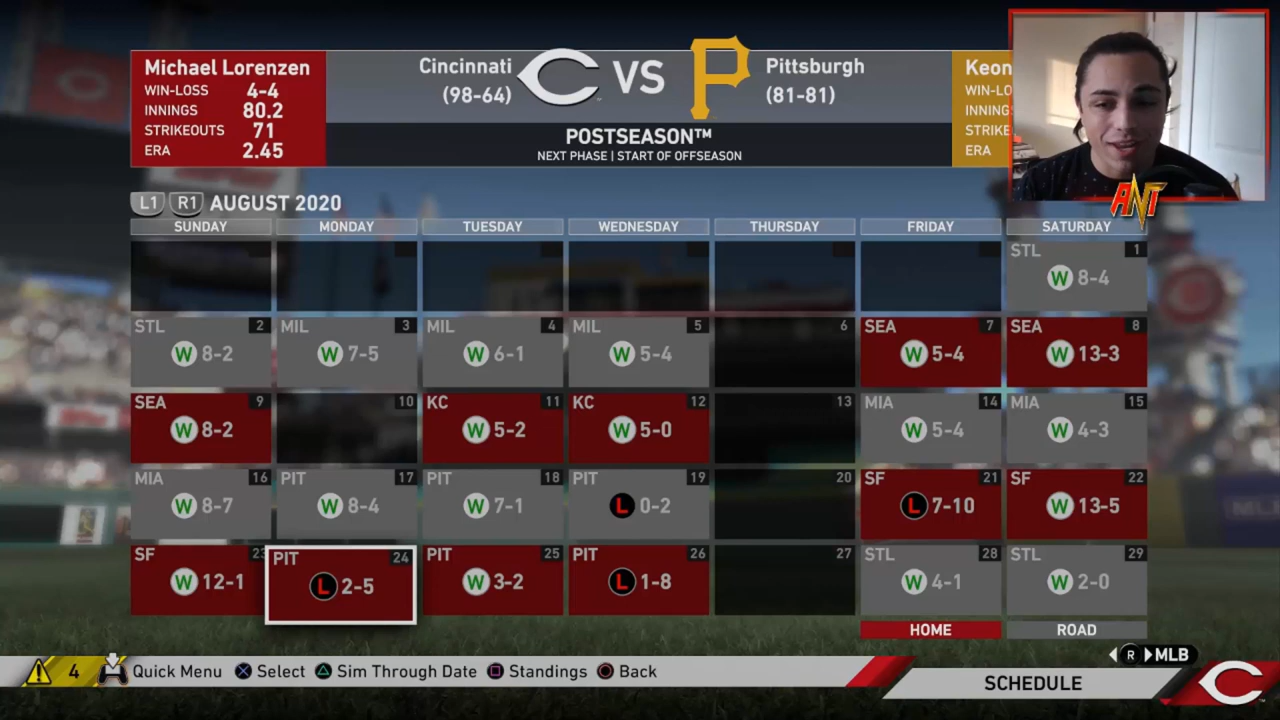 Michael Lorenzen
WIN-LOSS 4-4
INNINGS 80.2
STRIKEOUTS 71
ERA 2.45
Cincinnati
(98-64)
C VS P
Pittsburgh
(81-81)
POSTSEASON™
NEXT PHASE | START OF OFFSEASON
Keon
WIN-LO
INNING
STRIKE
ERA
ANT
L1 R1 AUGUST 2020
SUNDAY MONDAY TUESDAY WEDNESDAY THURSDAY FRIDAY SATURDAY
STL 1
W 8-4
STL 2 MIL 3 MIL 4 MIL 5 6 SEA 7 SEA 8
W 8-2 W 7-5 W 6-1 W 5-4 W 5-4 W 13-3
SEA 9 10 KC 11 KC 12 13 MIA 14 MIA 15
W 8-2 W 5-2 W 5-0 W 5-4 W 4-3
MIA 16 PIT 17 PIT 18 PIT 19 20 SF 21 SF 22
W 8-7 W 8-4 W 7-1 L 0-2 L 7-10 W 13-5
SF 23 PIT 24 PIT 25 PIT 26 27 STL 28 STL 29
W 12-1 L 2-5 W 3-2 L 1-8 W 4-1 W 2-0
HOME ROAD
R MLB
4 Quick Menu Select Sim Through Date Standings Back
SCHEDULE C